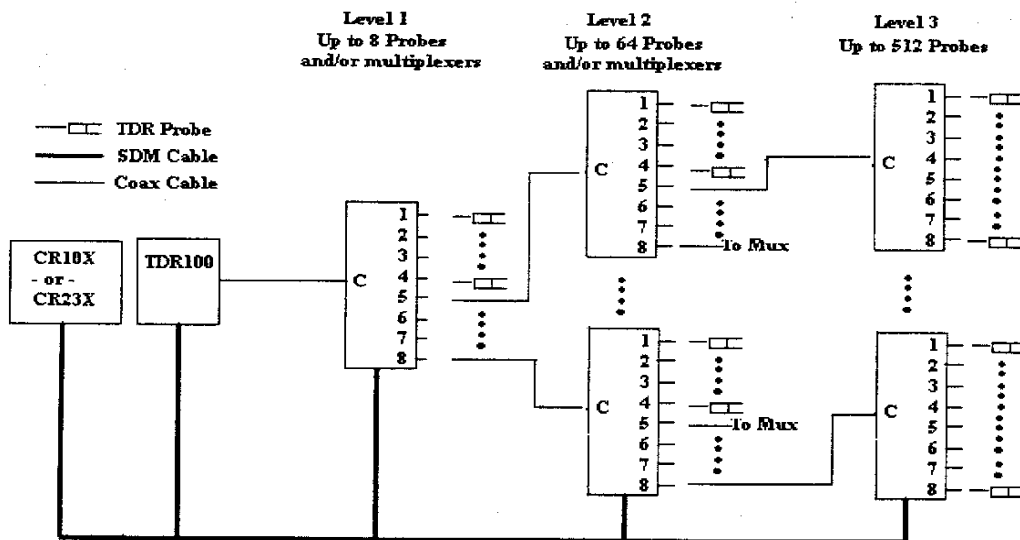 Level 1
Up to 8 Probes
and/or multiplexers
Level 2
Up to 64 Probes
and/or multiplexers
Level 3
Up to 512 Probes
TDR Probe
SDM Cable
Coax Cable
CR10X
- or -
CR23X
TDR100
C
1
2
3
4
5
6
7
8
C
1
2
3
4
5
6
7
8
To Mux
C
1
2
3
4
5
6
7
8
C
1
2
3
4
5
To Mux
6
7
8
C
1
2
3
4
5
6
7
8